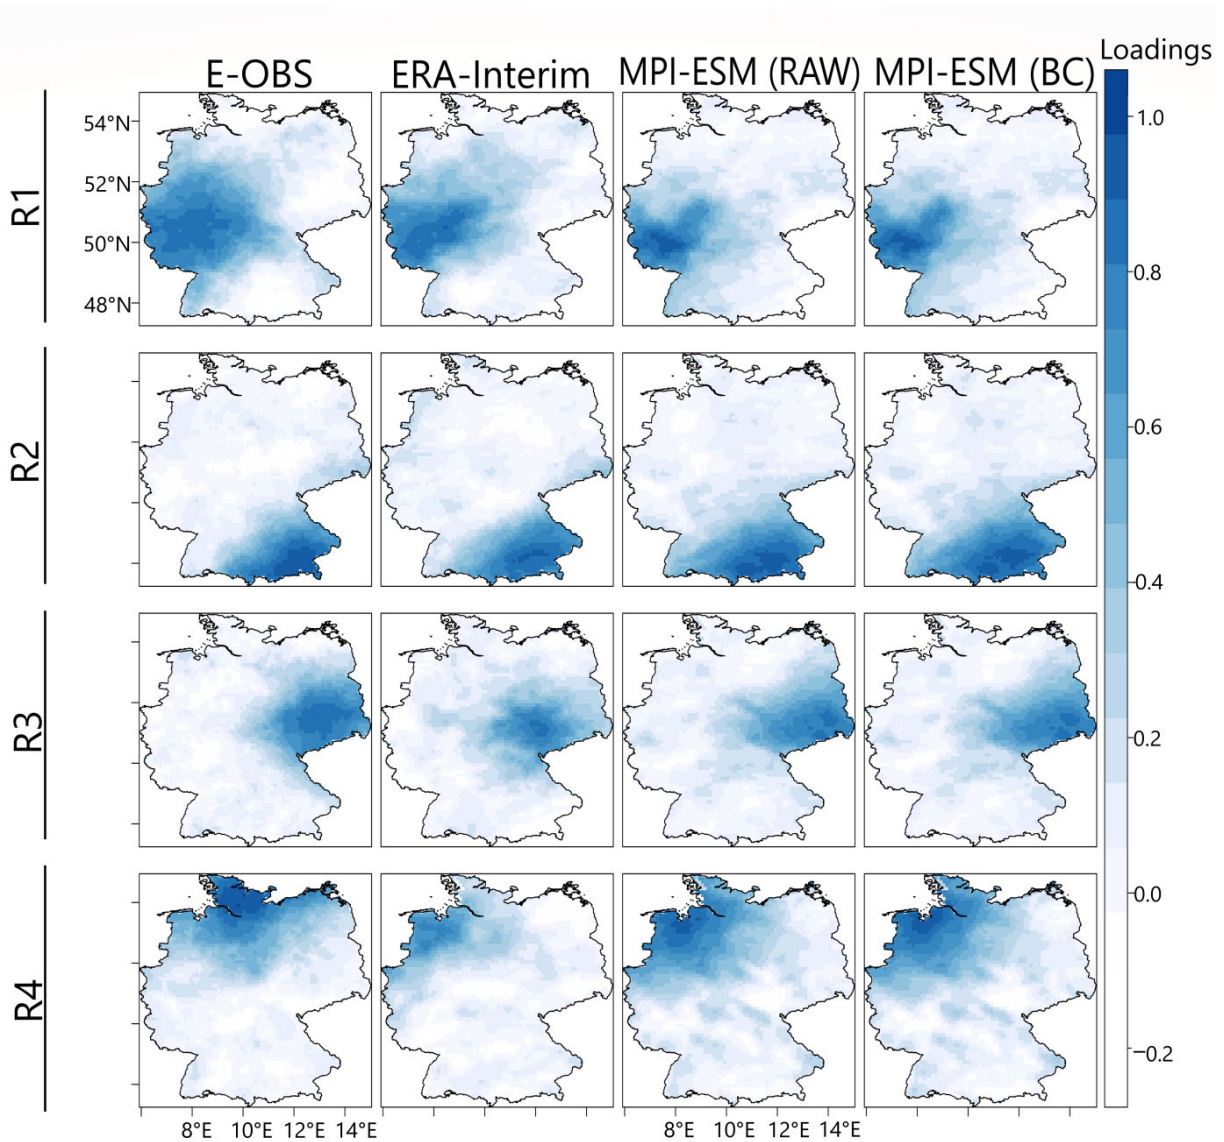 Loadings
E-OBS ERA-Interim MPI-ESM (RAW) MPI-ESM (BC)
R1
54°N
52°N
50°N
48°N
R2
R3
R4
1.0
0.8
0.6
0.4
0.2
0.0
−0.2
8°E 10°E 12°E 14°E 8°E 10°E 12°E 14°E